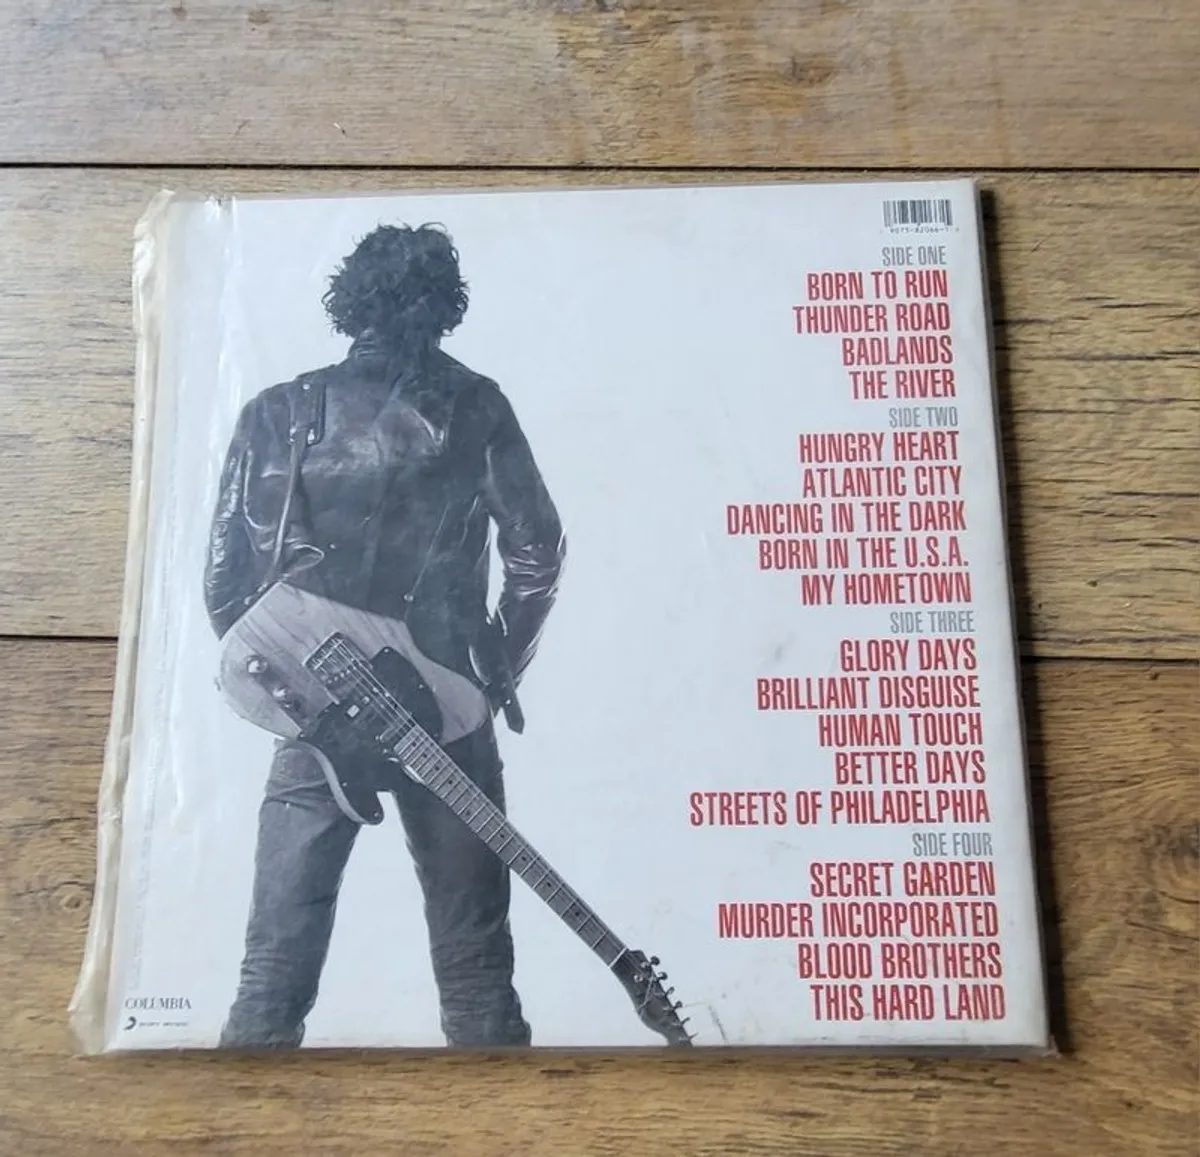 SIDE ONE
BORN TO RUN
THUNDER ROAD
BADLANDS
THE RIVER
SIDE TWO
HUNGRY HEART
ATLANTIC CITY
DANCING IN THE DARK
BORN IN THE U.S.A.
MY HOMETOWN
SIDE THREE
GLORY DAYS
BRILLIANT DISGUISE
HUMAN TOUCH
BETTER DAYS
STREETS OF PHILADELPHIA
SIDE FOUR
SECRET GARDEN
MURDER INCORPORATED
BLOOD BROTHERS
THIS HARD LAND
COLUMBIA